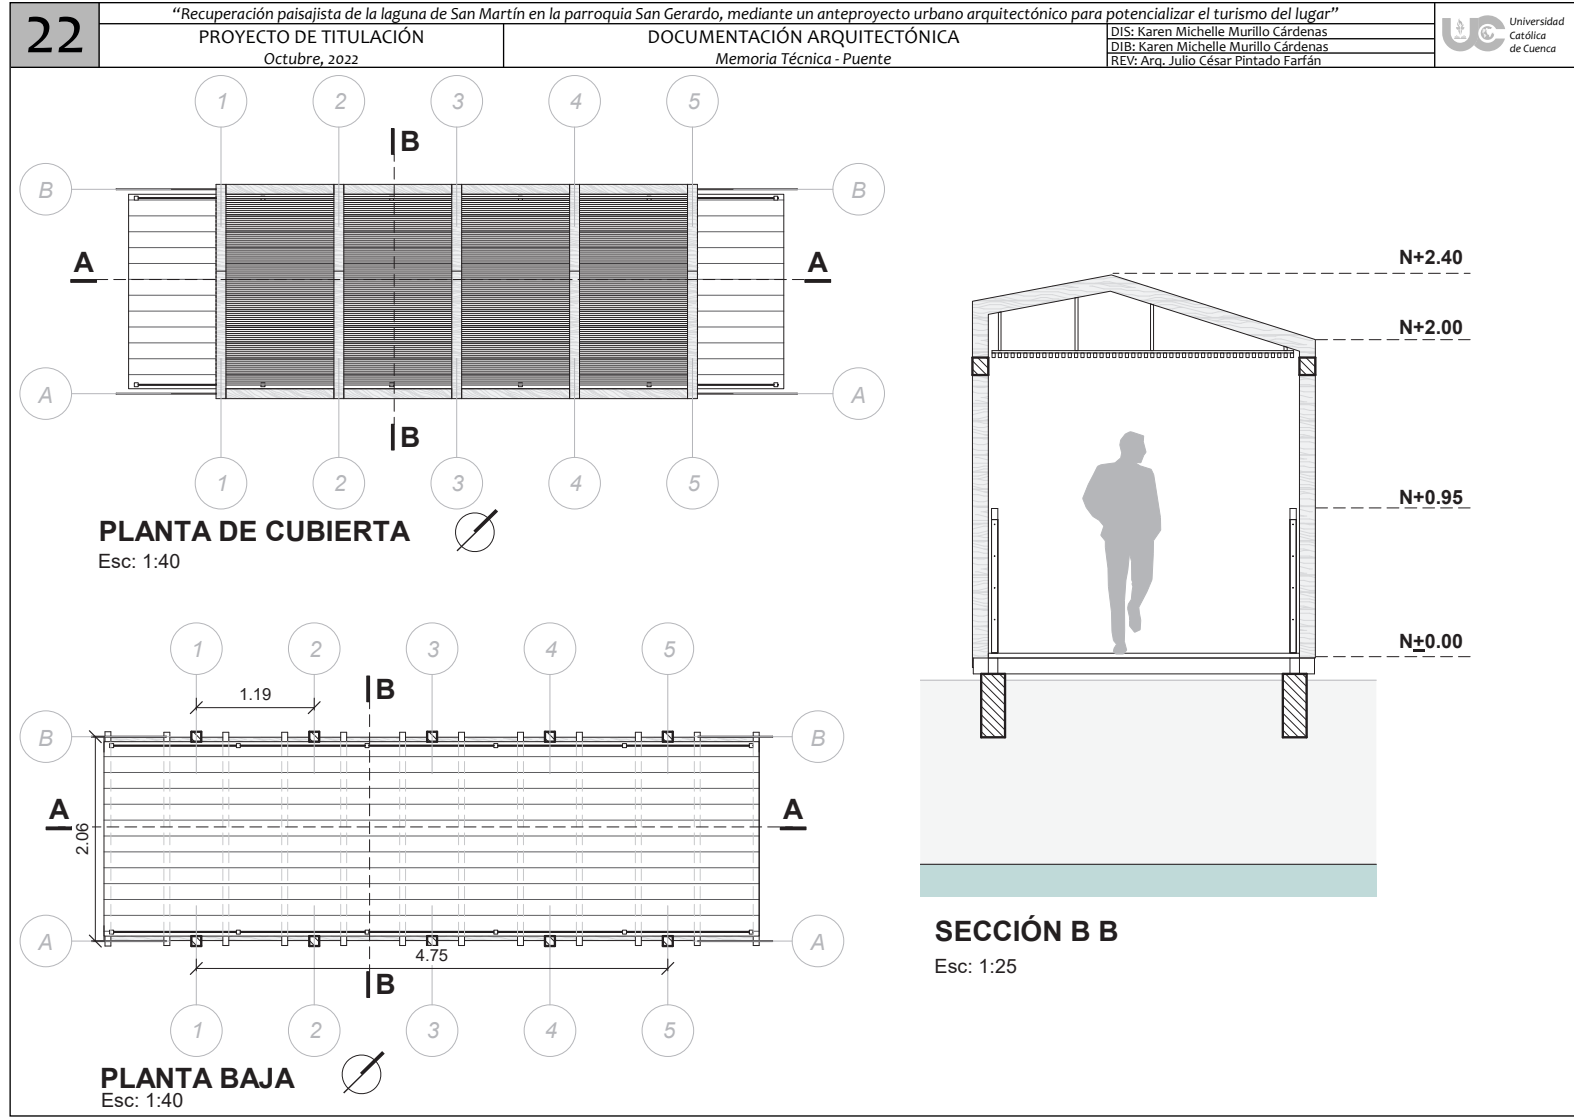 22
“Recuperación paisajista de la laguna de San Martín en la parroquia San Gerardo, mediante un anteproyecto urbano arquitectónico para potencializar el turismo del lugar”
PROYECTO DE TITULACIÓN
Octubre, 2022
DOCUMENTACIÓN ARQUITECTÓNICA
Memoria Técnica - Puente
DIS: Karen Michelle Murillo Cárdenas
DIB: Karen Michelle Murillo Cárdenas
REV: Arq. Julio César Pintado Farfán
UC
Universidad
Católica
de Cuenca
1 2 3 4 5
B
B B
A A
A A
B
1 2 3 4 5
PLANTA DE CUBIERTA
Esc: 1:40
1 2 3 4 5
1.19
B
B B
A A
2.06
A A
4.75
B
1 2 3 4 5
PLANTA BAJA
Esc: 1:40
N+2.40
N+2.00
N+0.95
N±0.00
SECCIÓN B B
Esc: 1:25